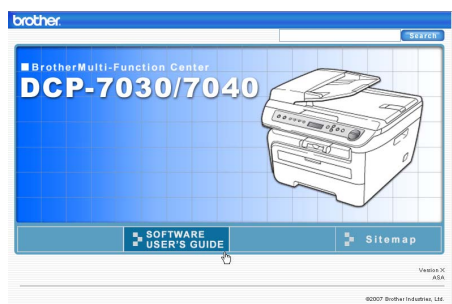 brother
Search
BrotherMulti-Function Center
DCP-7030/7040
SOFTWARE
USER'S GUIDE
Sitemap
Version X
ASA
©2007 Brother Industries, Ltd.